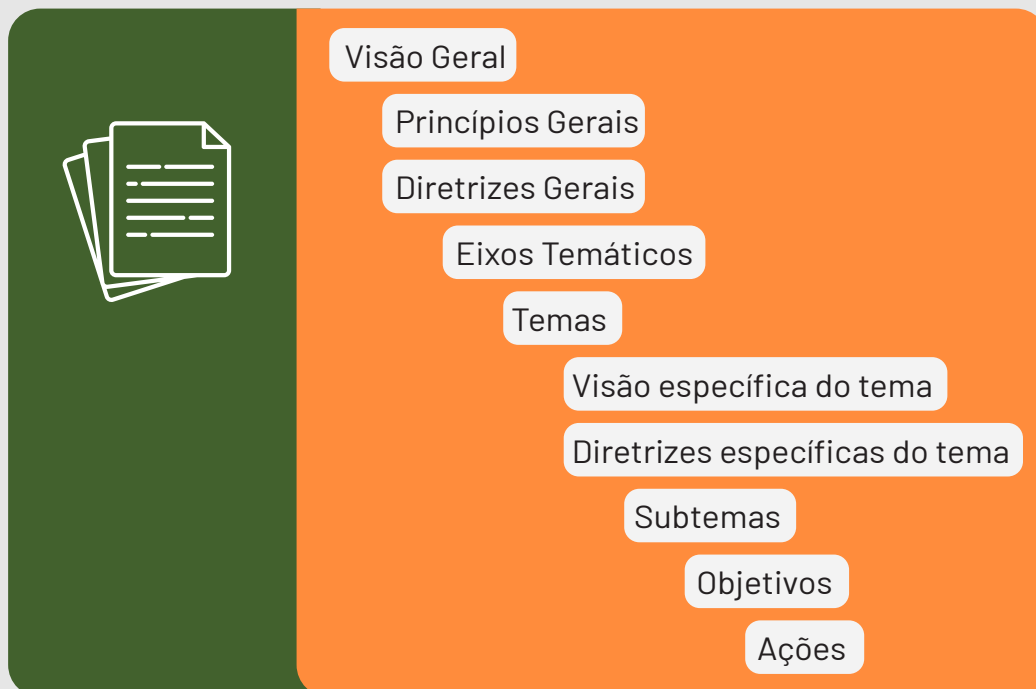 Visão Geral
Princípios Gerais
Diretrizes Gerais
Eixos Temáticos
Temas
Visão específica do tema
Diretrizes específicas do tema
Subtemas
Objetivos
Ações